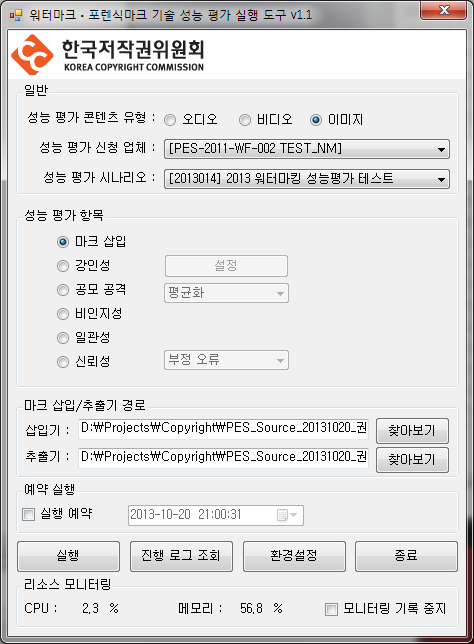 워터마크 · 포렌식마크 기술 성능 평가 실행 도구 v1.1
한국저작권위원회
KOREA COPYRIGHT COMMISSION
일반
성능 평가 콘텐츠 유형 : 오디오 비디오 이미지
성능 평가 신청 업체 : [PES-2011-WF-002 TEST_NM]
성능 평가 시나리오 : [2013014] 2013 워터마킹 성능평가 테스트
성능 평가 항목
마크 삽입
강인성 설정
공모 공격 평균화
비인지성
일관성
신뢰성 부정 오류
마크 삽입/추출기 경로
삽입기 : D:₩Projects₩Copyright₩PES_Source_20131020_권 찾아보기
추출기 : D:₩Projects₩Copyright₩PES_Source_20131020_권 찾아보기
예약 실행
실행 예약 2013-10-20 21:00:31
실행 진행 로그 조회 환경설정 종료
리소스 모니터링
CPU : 2,3 % 메모리 : 56,8 % 모니터링 기록 중지